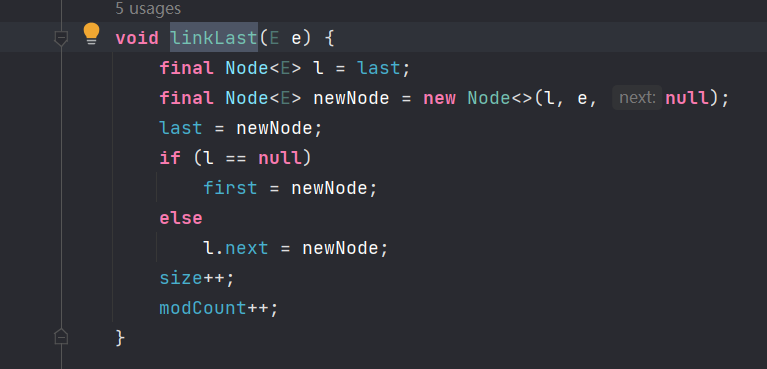 5 usages
void linkLast(E e) {
final Node<E> l = last;
final Node<E> newNode = new Node<>(l, e, next: null);
last = newNode;
if (l == null)
first = newNode;
else
l.next = newNode;
size++;
modCount++;
}